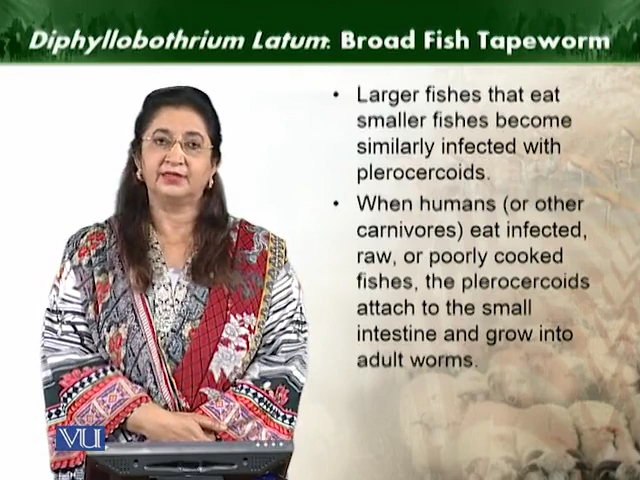 Diphyllobothrium Latum: Broad Fish Tapeworm
• Larger fishes that eat
smaller fishes become
similarly infected with
plerocercoids.
• When humans (or other
carnivores) eat infected,
raw, or poorly cooked
fishes, the plerocercoids
attach to the small
intestine and grow into
adult worms.
VU